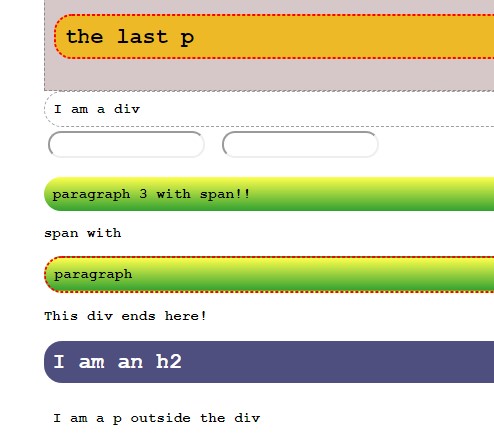 the last p
I am a div
paragraph 3 with span!!
span with
paragraph
This div ends here!
I am an h2
I am a p outside the div